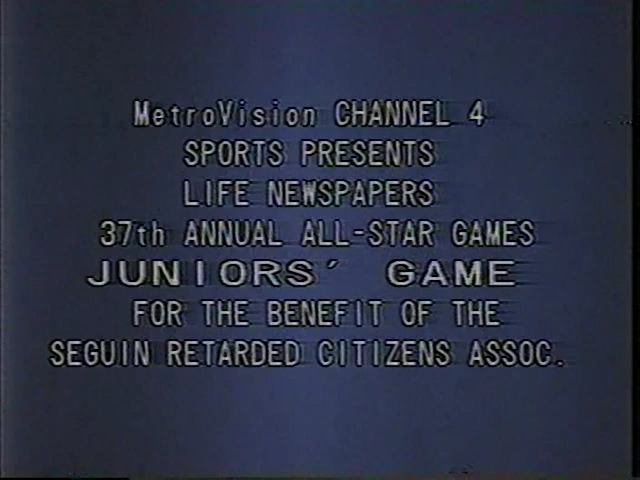 MetroVision CHANNEL 4
SPORTS PRESENTS
LIFE NEWSPAPERS
37th ANNUAL ALL-STAR GAMES
JUNIORS' GAME
FOR THE BENEFIT OF THE
SEGUIN RETARDED CITIZENS ASSOC.